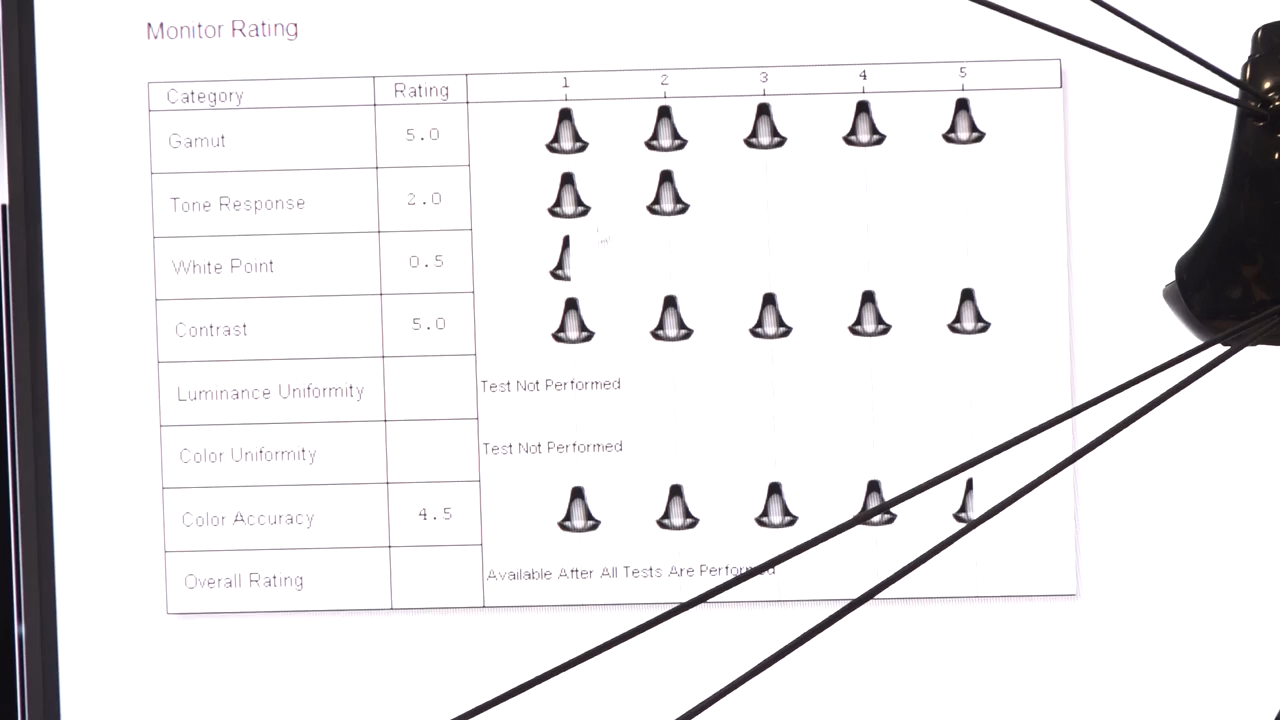 Monitor Rating
Category Rating 1 2 3 4 5
Gamut 5.0
Tone Response 2.0
White Point 0.5
Contrast 5.0
Luminance Uniformity Test Not Performed
Color Uniformity Test Not Performed
Color Accuracy 4.5
Overall Rating Available After All Tests Are Performed